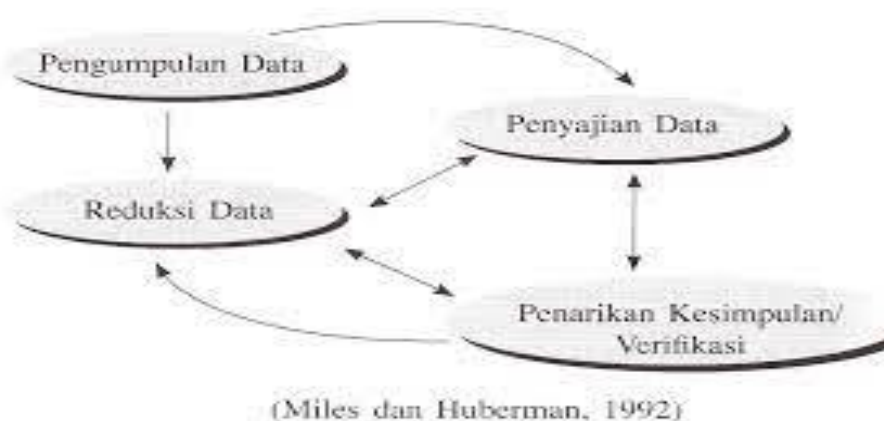 Pengumpulan Data
Penyajian Data
Reduksi Data
Penarikan Kesimpulan/
Verifikasi
(Miles dan Huberman, 1992)